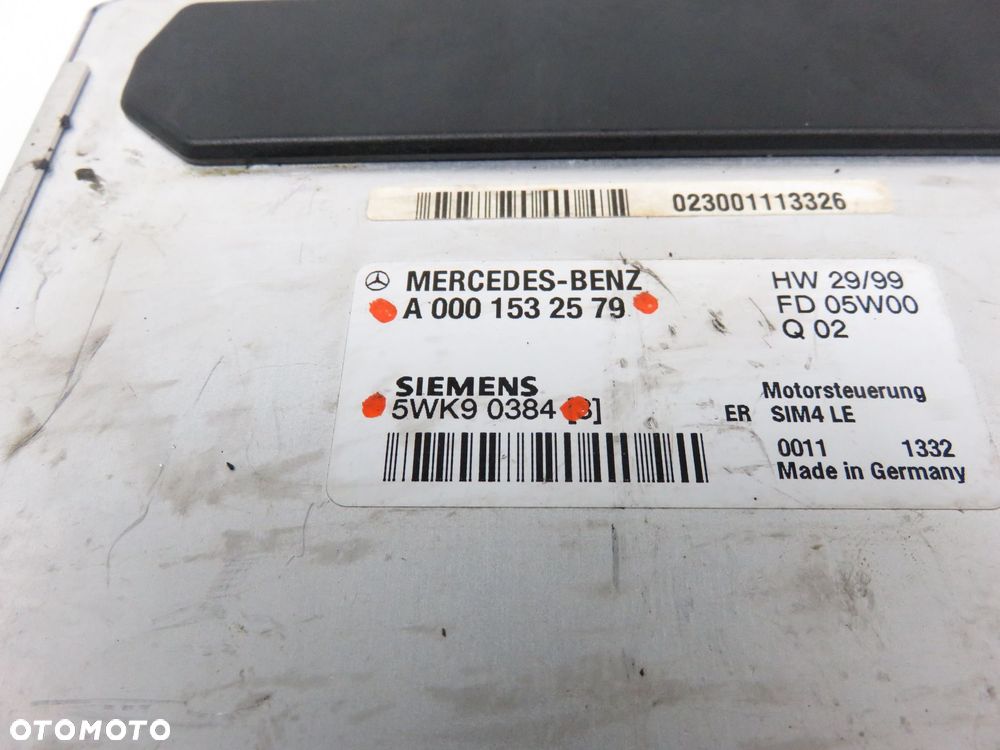 023001113326
MERCEDES-BENZ HW 29/99
A 000 153 25 79 FD 05W00
Q 02
SIEMENS Motorsteuerung
5WK9 0384 ER SIM4 LE
0011 1332
Made in Germany
OTOMOTO